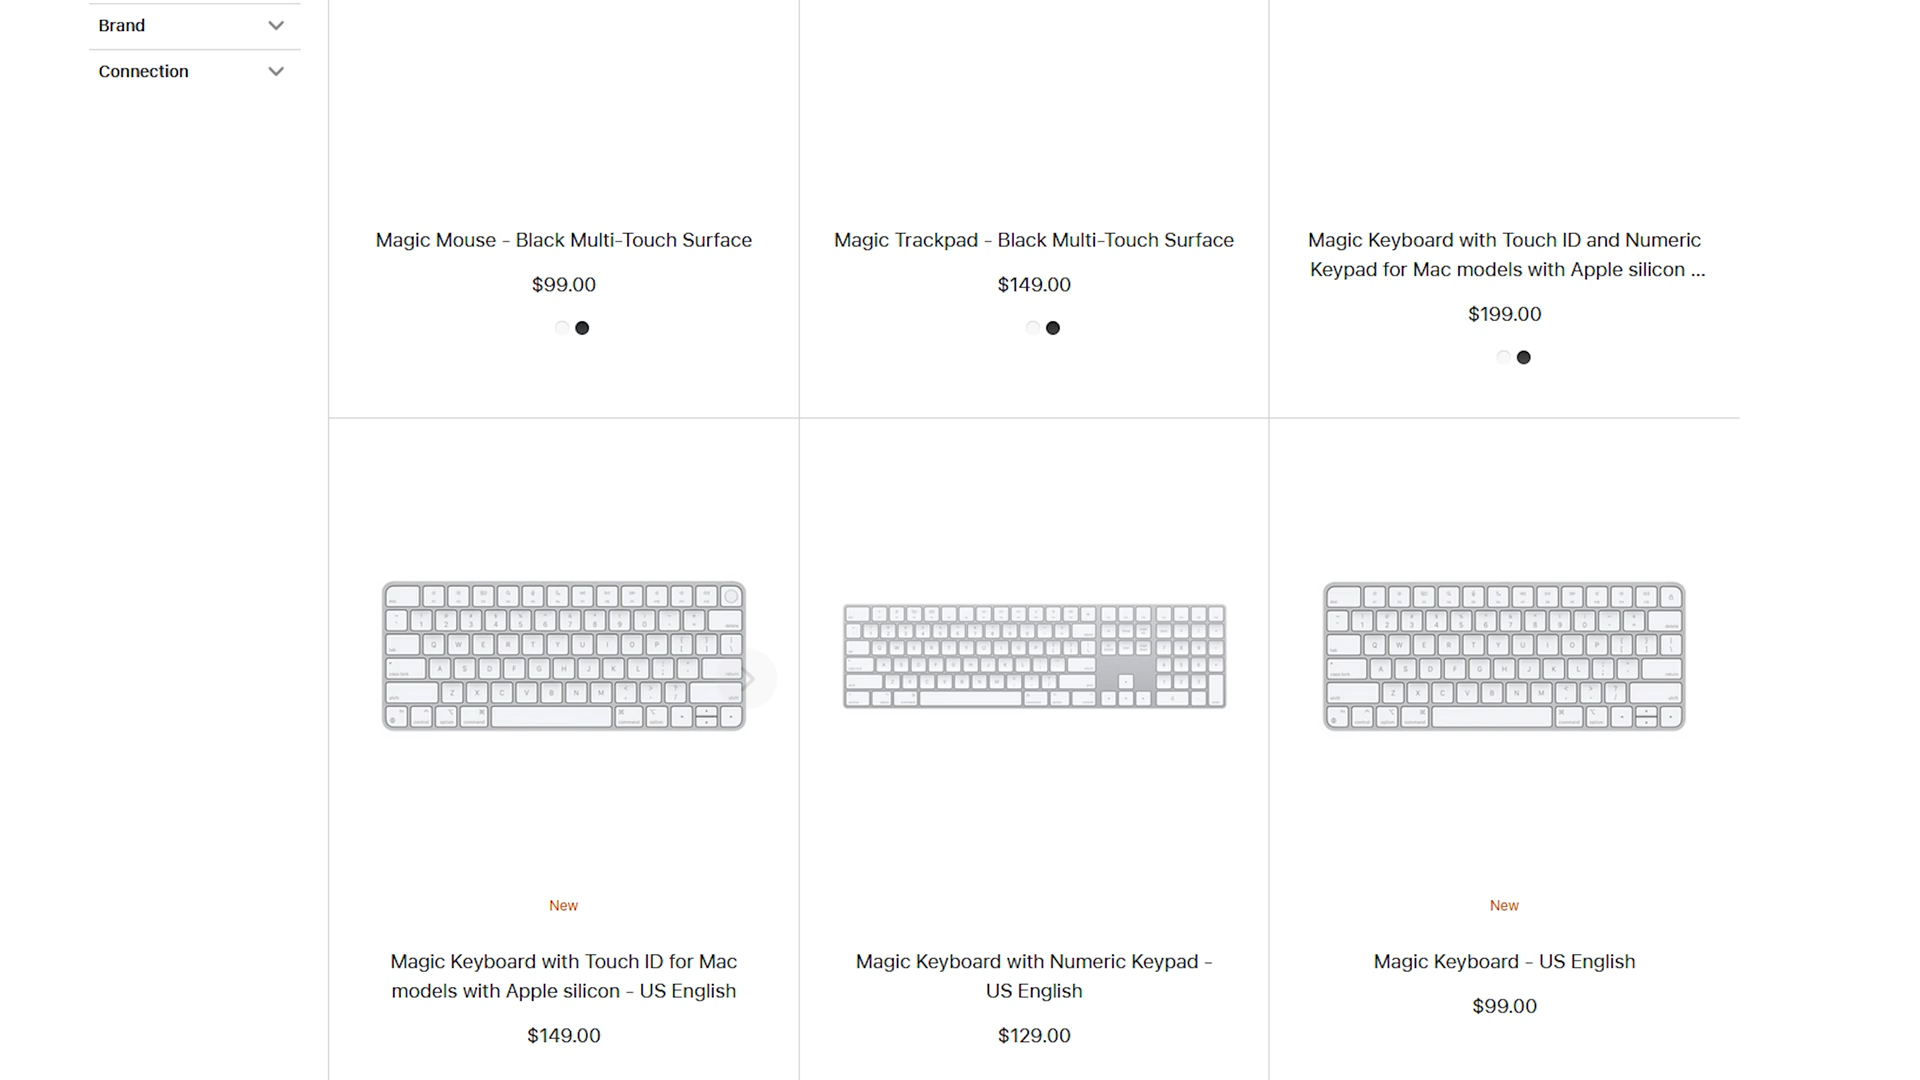 Brand
Connection
Magic Mouse - Black Multi-Touch Surface
$99.00
Magic Trackpad - Black Multi-Touch Surface
$149.00
Magic Keyboard with Touch ID and Numeric
Keypad for Mac models with Apple silicon ...
$199.00
New
Magic Keyboard with Touch ID for Mac
models with Apple silicon - US English
$149.00
Magic Keyboard with Numeric Keypad -
US English
$129.00
New
Magic Keyboard - US English
$99.00